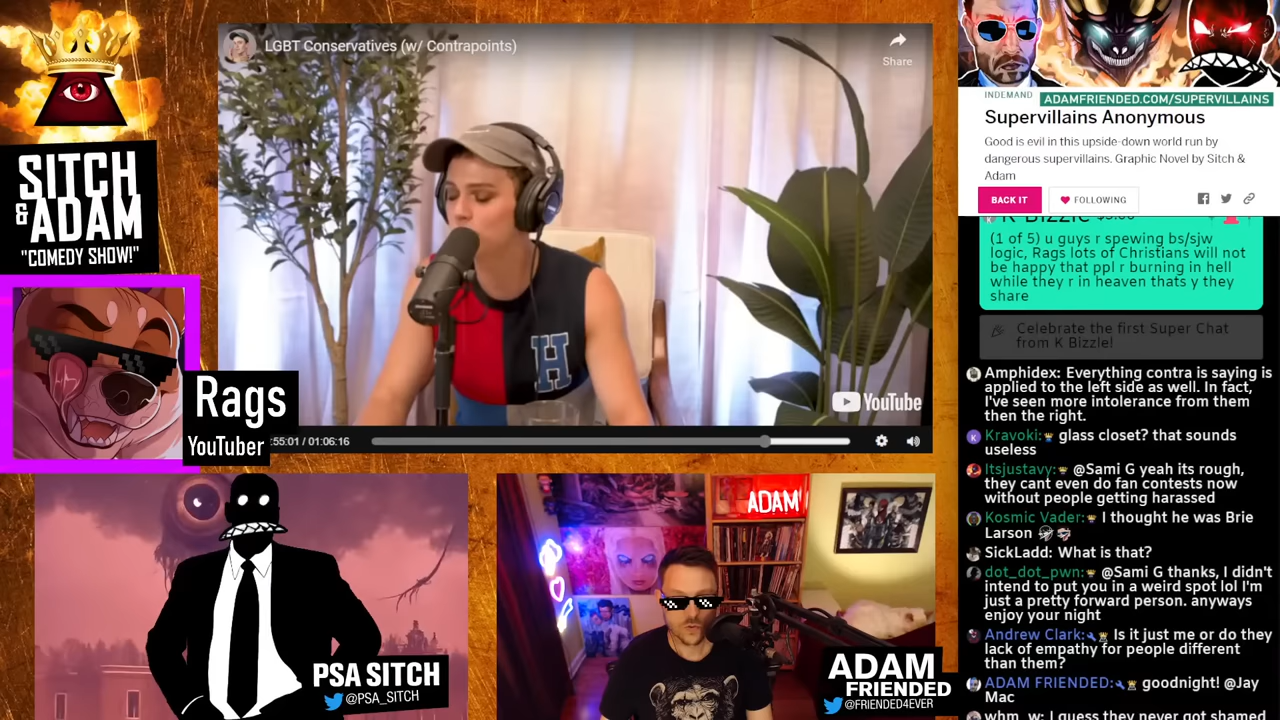 SITCH
& ADAM
"COMEDY SHOW!"
LGBT Conservatives (w/ Contrapoints)
Share
H
YouTube
:55:01 / 01:06:16
Rags
YouTuber
PSA SITCH
@PSA_SITCH
ADAM
ADAM
FRIENDED
@FRIENDED4EVER
INDEMAND
ADAMFRIENDED.COM/SUPERVILLAINS
Supervillains Anonymous
Good is evil in this upside-down world run by
dangerous supervillains. Graphic Novel by Sitch &
Adam
BACK IT
FOLLOWING
K Bizzle $5.00
(1 of 5) u guys r spewing bs/sjw
logic, Rags lots of Christians will not
be happy that ppl r burning in hell
while they r in heaven thats y they
share
Celebrate the first Super Chat
from K Bizzle!
Amphidex: Everything contra is saying is
applied to the left side as well. In fact,
I've seen more intolerance from them
then the right.
K
Kravoki: glass closet? that sounds
useless
Itsjustavy: @Sami G yeah its rough,
they cant even do fan contests now
without people getting harassed
Kosmic Vader: I thought he was Brie
Larson
SickLadd: What is that?
dot_dot_pwn: @Sami G thanks, I didn't
intend to put you in a weird spot lol I'm
just a pretty forward person. anyways
enjoy your night
Andrew Clark: Is it just me or do they
lack of empathy for people different
than them?
ADAM FRIENDED: goodnight! @Jay
Mac
whm_w: I guess they never got shamed